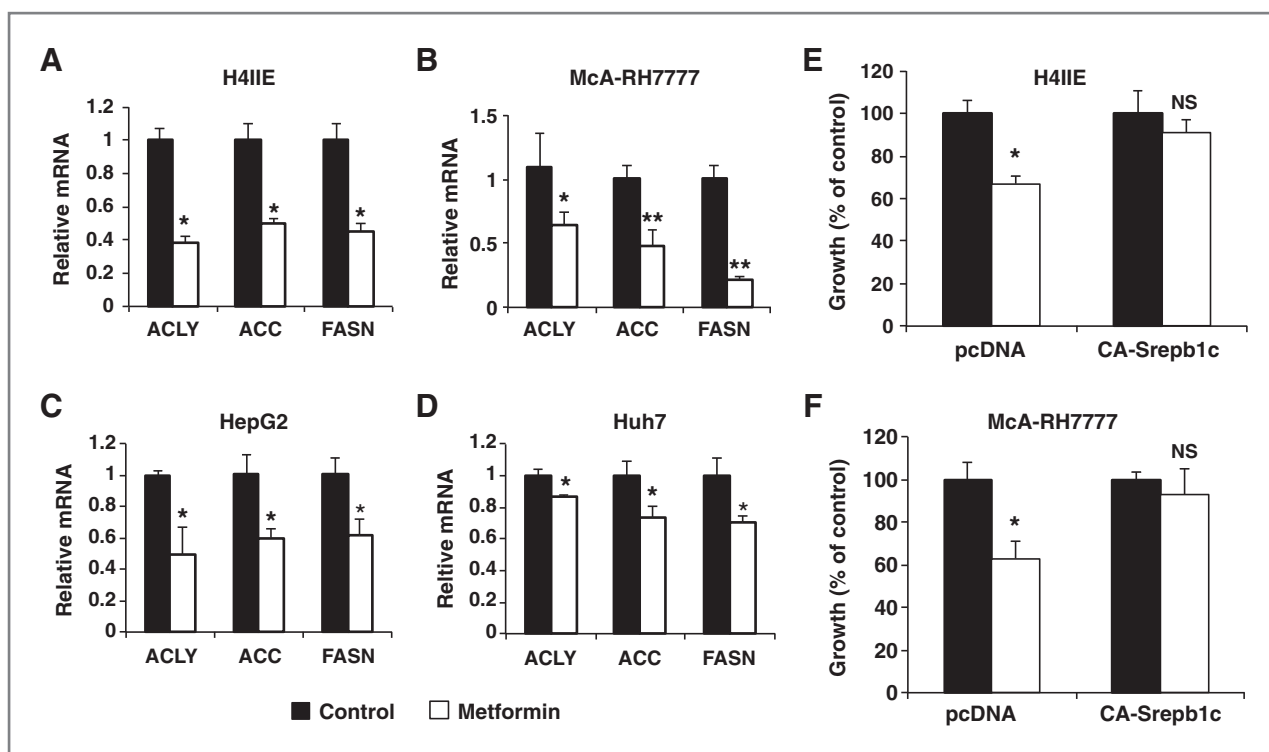 A
H4IIE
Relative mRNA
1.2
1
0.8
0.6
0.4
0.2
0
*
*
*
ACLY
ACC
FASN
B
McA-RH7777
Relative mRNA
1.5
1
0.5
0
*
**
**
ACLY
ACC
FASN
E
H4IIE
Growth (% of control)
120
100
80
60
40
20
0
*
NS
pcDNA
CA-Srepb1c
C
HepG2
Relative mRNA
1.2
1
0.8
0.6
0.4
0.2
0
*
*
*
ACLY
ACC
FASN
D
Huh7
Reltive mRNA
1.2
1
0.8
0.6
0.4
0.2
0
*
*
*
ACLY
ACC
FASN
F
McA-RH7777
Growth (% of control)
120
100
80
60
40
20
0
*
NS
pcDNA
CA-Srepb1c
Control
Metformin